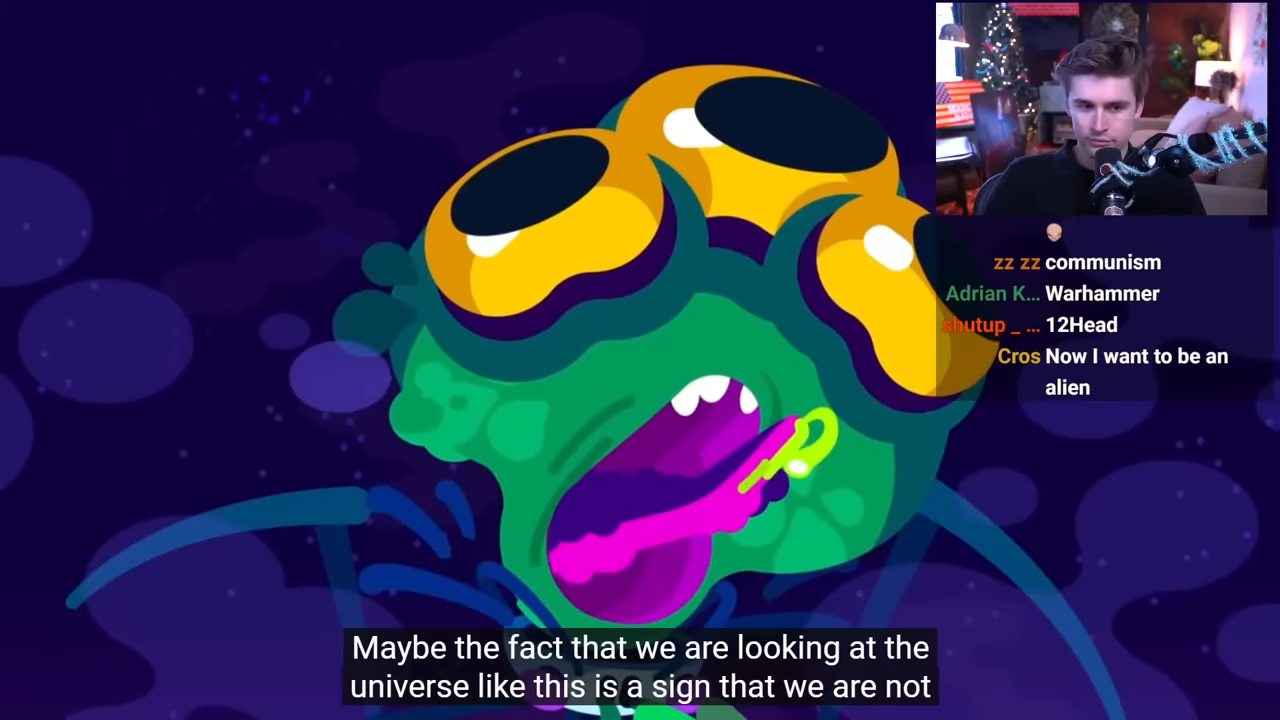 zz zz communism
Adrian K... Warhammer
shutup _ ... 12Head
Cros Now I want to be an
alien
Maybe the fact that we are looking at the
universe like this is a sign that we are not